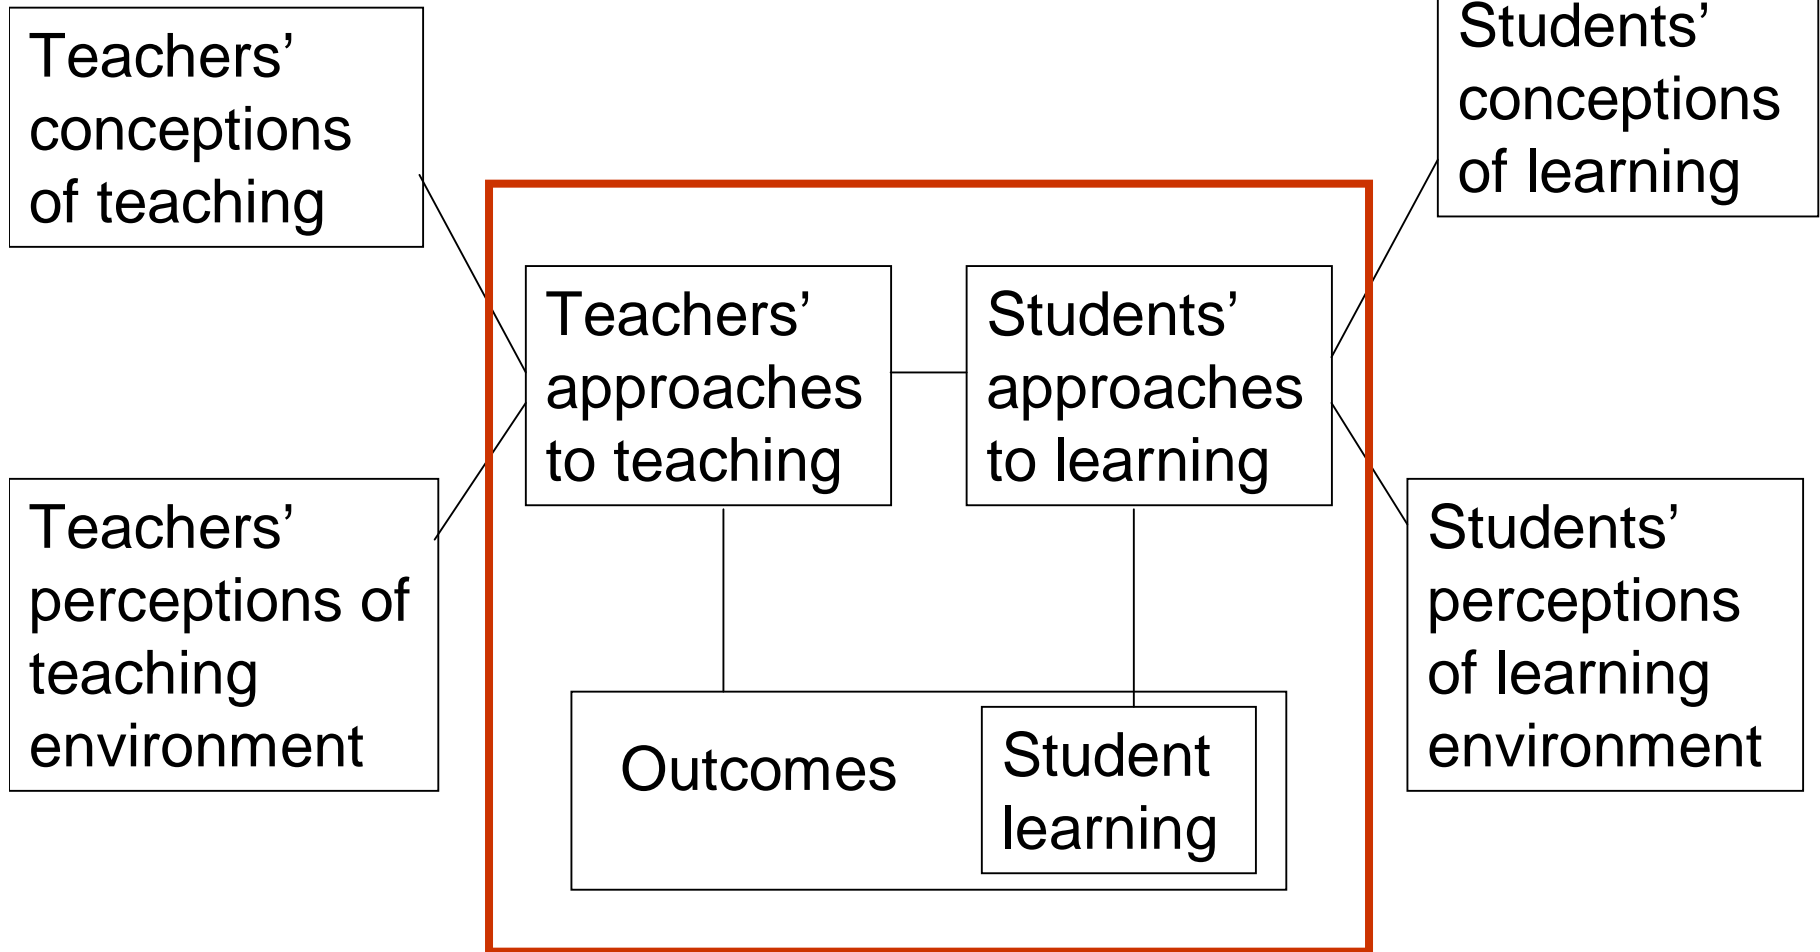 Teachers’
conceptions
of teaching
Students’
conceptions
of learning
Teachers’
approaches
to teaching
Students’
approaches
to learning
Teachers’
perceptions of
teaching
environment
Students’
perceptions
of learning
environment
Outcomes
Student
learning